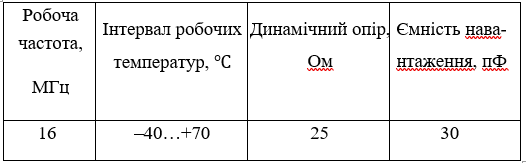 Робоча
частота,
МГц
Інтервал робочих
температур, ℃
Динамічний опір,
Ом
Ємність нава-
нтаження, пФ
16
–40…+70
25
30